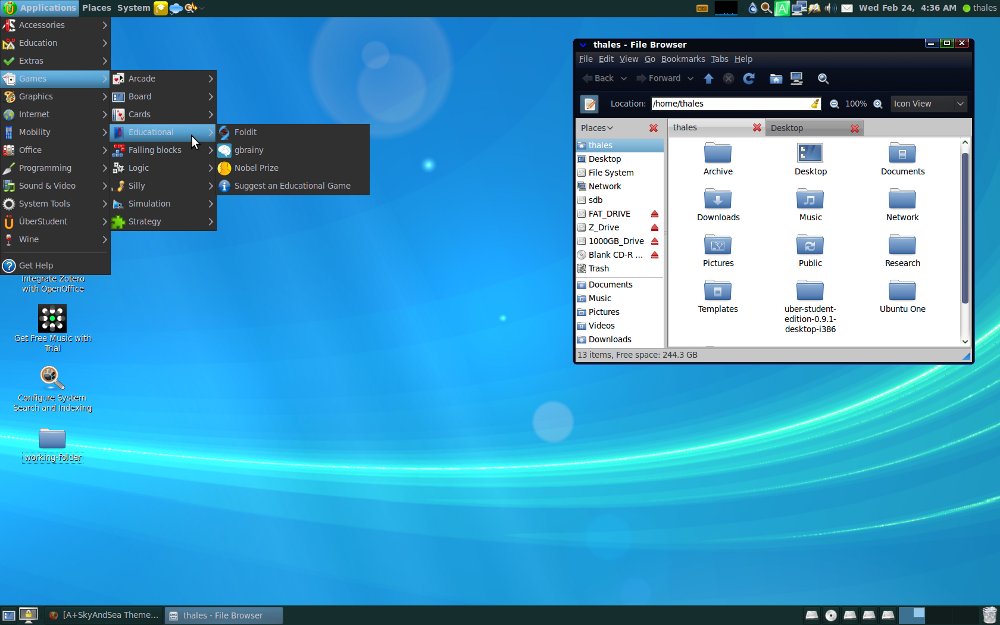 Applications Places System
Wed Feb 24, 4:36 AM
thales
Accessories
Education
Extras
Games
Graphics
Internet
Mobility
Office
Programming
Sound & Video
System Tools
ÜberStudent
Wine
Get Help
Arcade
Board
Cards
Educational
Falling blocks
Logic
Silly
Simulation
Strategy
Foldit
gbrainy
Nobel Prize
Suggest an Educational Game
Integrate Zotero
with OpenOffice
Get Free Music with
Trial
Configure System
Search and Indexing
working-folder
thales - File Browser
File Edit View Go Bookmarks Tabs Help
Back Forward
Location: /home/thales 100% Icon View
Places
thales
Desktop
File System
Network
sdb
FAT_DRIVE
Z_Drive
1000GB_Drive
Blank CD-R ...
Trash
Documents
Music
Pictures
Videos
Downloads
thales Desktop
Archive Desktop Documents
Downloads Music Network
Pictures Public Research
Templates uber-student-
edition-0.9.1-
desktop-i386 Ubuntu One
13 items, Free space: 244.3 GB
[A+SkyAndSea Theme... thales - File Browser